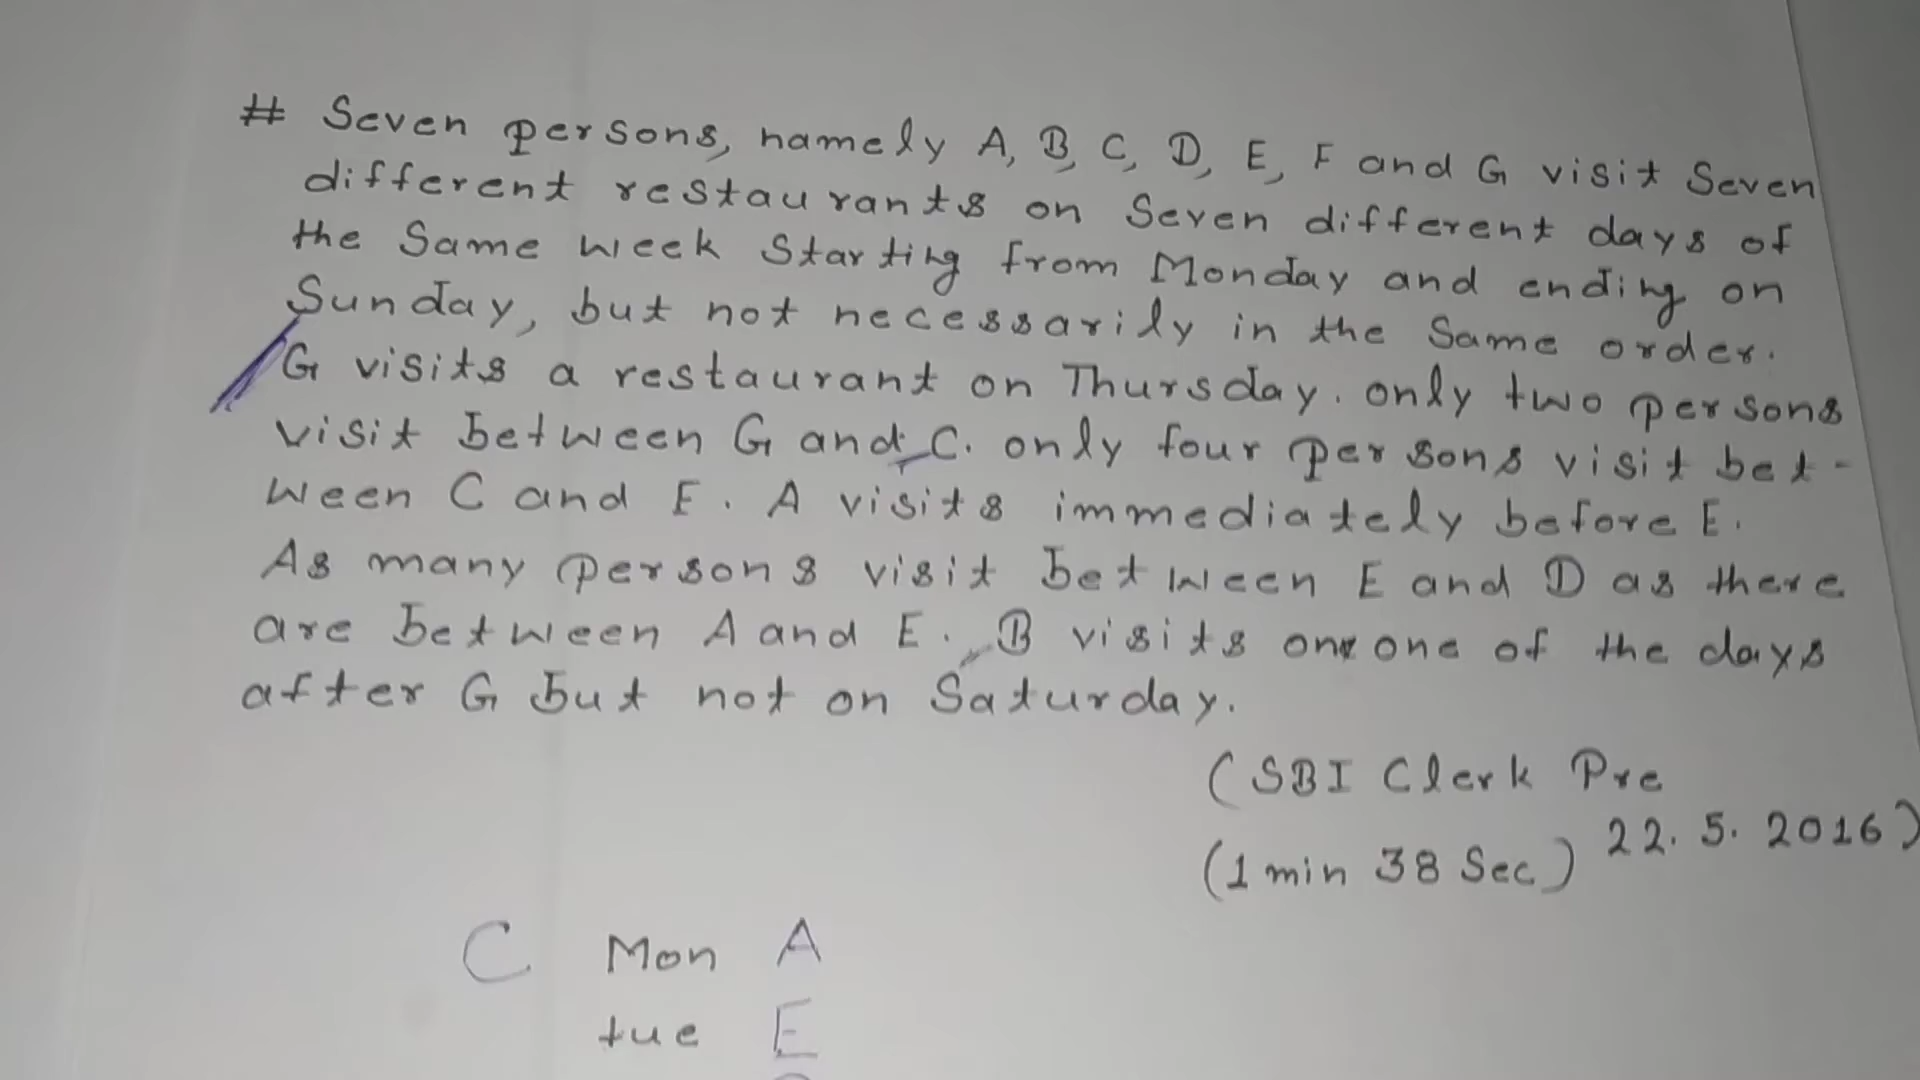 # Seven persons, namely A, B, C, D, E, F and G visit Seven
different restaurants on Seven different days of
the Same week Starting from Monday and ending on
Sunday, but not necessarily in the Same order.
G visits a restaurant on Thursday. only two persons
visit between G and C. only four persons visit bet-
ween C and E. A visits immediately before E.
As many persons visit between E and D as there
are between A and E. B visits on one of the days
after G but not on Saturday.
(SBI Clerk Pre
22.5.2016)
(1 min 38 Sec)
C Mon A
tue E